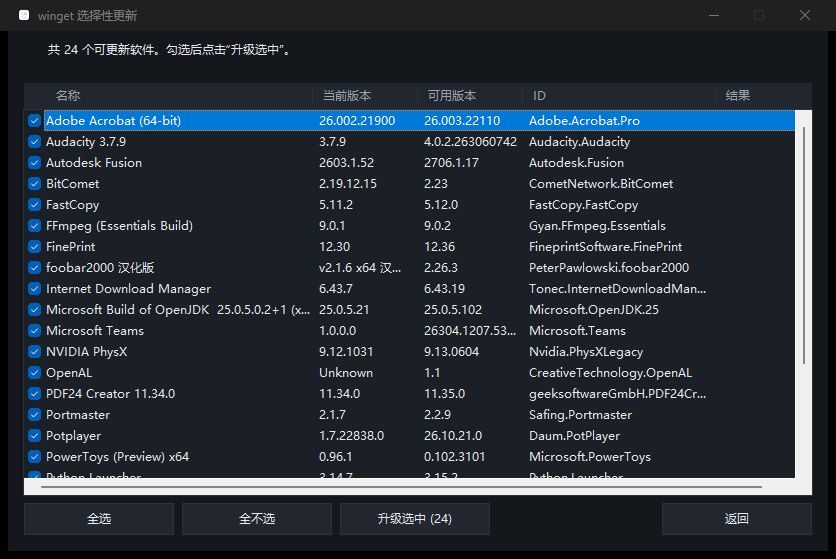 winget 选择性更新
共 24 个可更新软件。勾选后点击“升级选中”。
名称 当前版本 可用版本 ID 结果
Adobe Acrobat (64-bit) 26.002.21900 26.003.22110 Adobe.Acrobat.Pro
Audacity 3.7.9 3.7.9 4.0.2.263060742 Audacity.Audacity
Autodesk Fusion 2603.1.52 2706.1.17 Autodesk.Fusion
BitComet 2.19.12.15 2.23 CometNetwork.BitComet
FastCopy 5.11.2 5.12.0 FastCopy.FastCopy
FFmpeg (Essentials Build) 9.0.1 9.0.2 Gyan.FFmpeg.Essentials
FinePrint 12.30 12.36 FineprintSoftware.FinePrint
foobar2000 汉化版 v2.1.6 x64 汉... 2.26.3 PeterPawlowski.foobar2000
Internet Download Manager 6.43.7 6.43.19 Tonec.InternetDownloadMan...
Microsoft Build of OpenJDK 25.0.5.0.2+1 (x... 25.0.5.21 25.0.5.102 Microsoft.OpenJDK.25
Microsoft Teams 1.0.0.0 26304.1207.53... Microsoft.Teams
NVIDIA PhysX 9.12.1031 9.13.0604 Nvidia.PhysXLegacy
OpenAL Unknown 1.1 CreativeTechnology.OpenAL
PDF24 Creator 11.34.0 11.34.0 11.35.0 geeksoftwareGmbH.PDF24Cr...
Portmaster 2.1.7 2.2.9 Safing.Portmaster
Potplayer 1.7.22838.0 26.10.21.0 Daum.PotPlayer
PowerToys (Preview) x64 0.96.1 0.102.3101 Microsoft.PowerToys
Python Launcher 3.14.7 3.15.2 Python.Launcher
全选 全不选 升级选中 (24) 返回